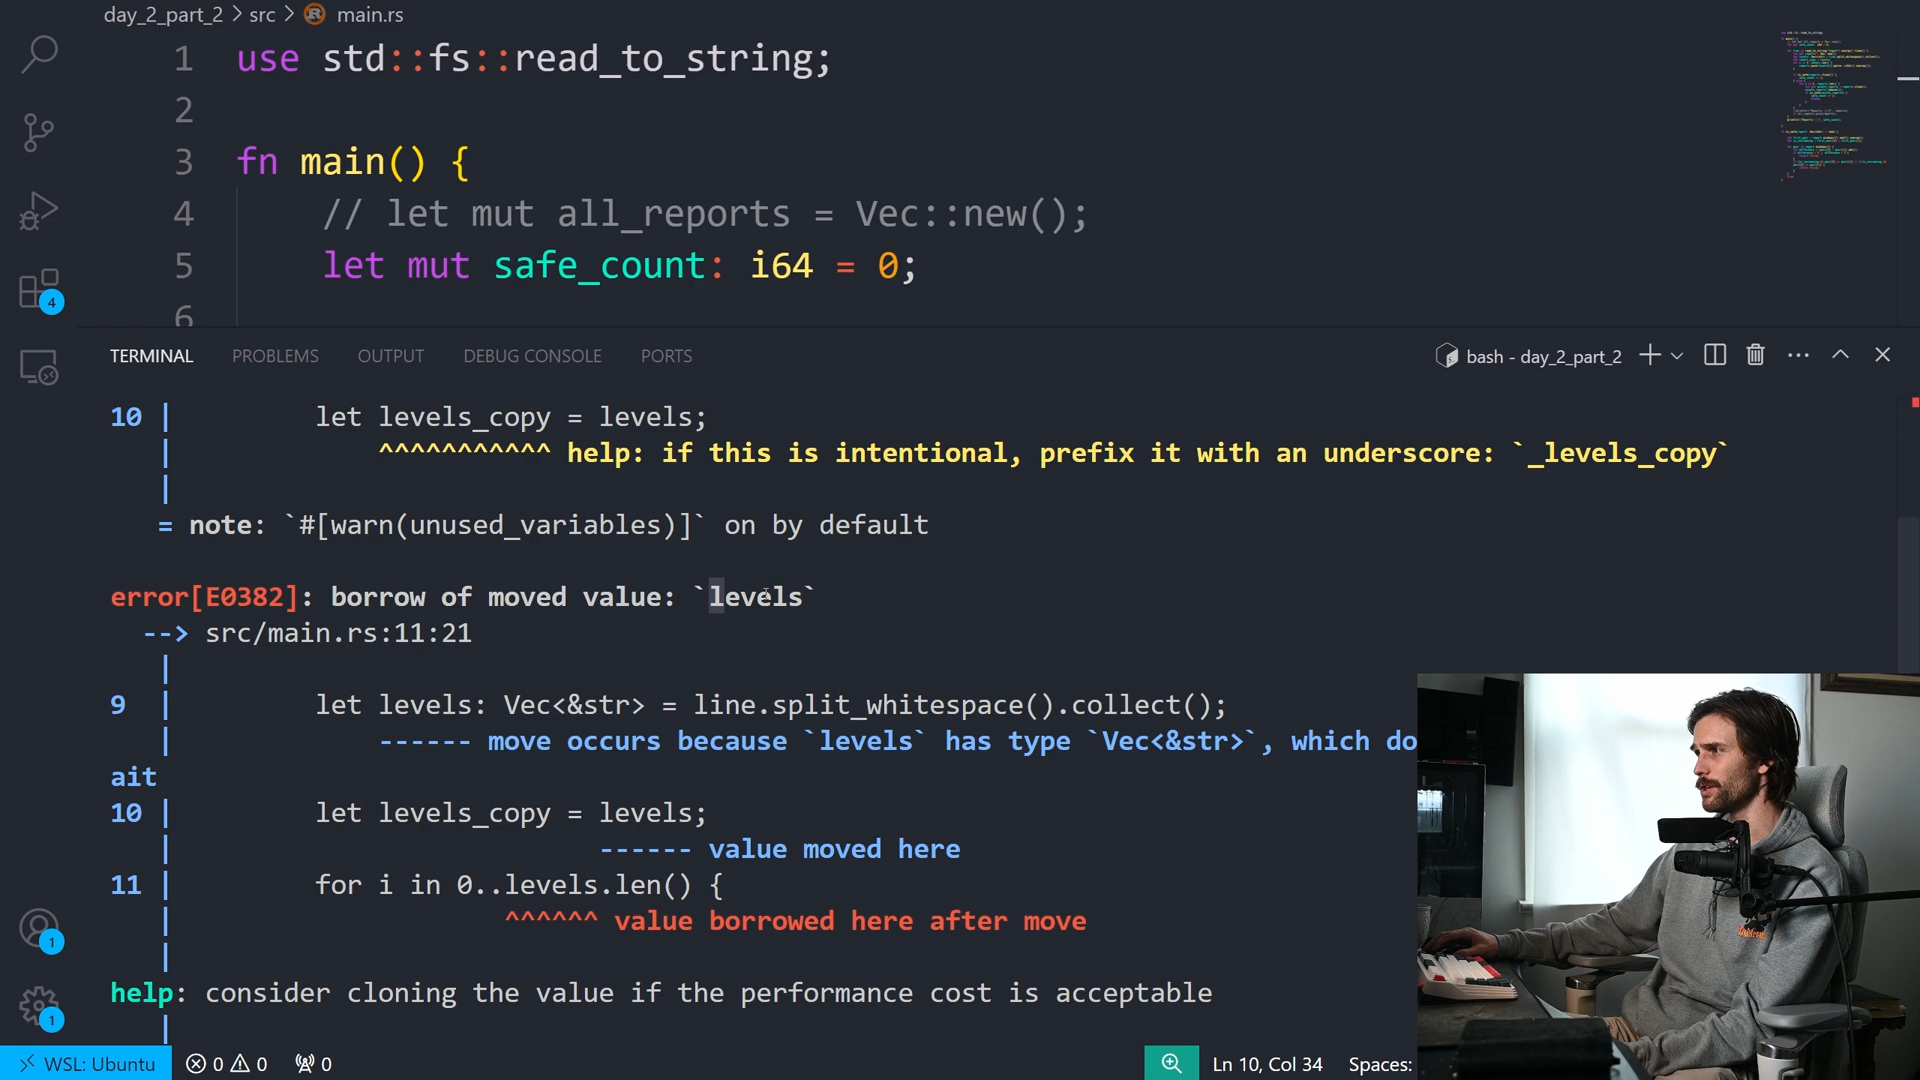 day_2_part_2 > src > main.rs
1 use std::fs::read_to_string;
2
3 fn main() {
4 // let mut all_reports = Vec::new();
5 let mut safe_count: i64 = 0;
6
TERMINAL PROBLEMS OUTPUT DEBUG CONSOLE PORTS
bash - day_2_part_2
10 | let levels_copy = levels;
| ^^^^^^^^^^^ help: if this is intentional, prefix it with an underscore: `_levels_copy`
|
= note: `#[warn(unused_variables)]` on by default
error[E0382]: borrow of moved value: `levels`
--> src/main.rs:11:21
|
9 | let levels: Vec<&str> = line.split_whitespace().collect();
| ------ move occurs because `levels` has type `Vec<&str>`, which do
ait
10 | let levels_copy = levels;
| ------ value moved here
11 | for i in 0..levels.len() {
| ^^^^^^ value borrowed here after move
|
help: consider cloning the value if the performance cost is acceptable
|
4
1
1
WSL: Ubuntu 0 0 0
Ln 10, Col 34 Spaces: